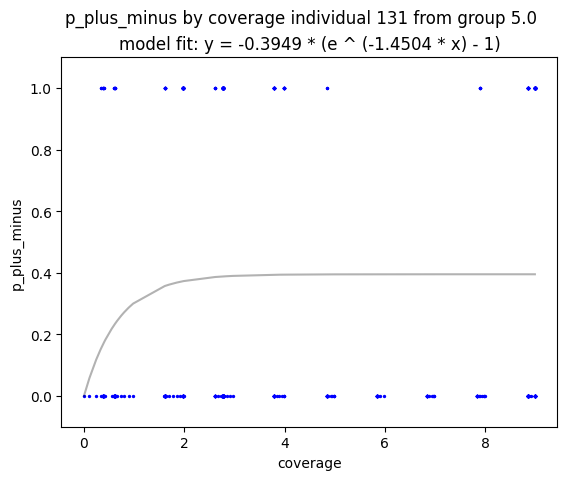 p_plus_minus by coverage individual 131 from group 5.0
model fit: y = -0.3949 * (e ^ (-1.4504 * x) - 1)
1.0
0.8
0.6
0.4
0.2
0.0
p_plus_minus
0 2 4 6 8
coverage